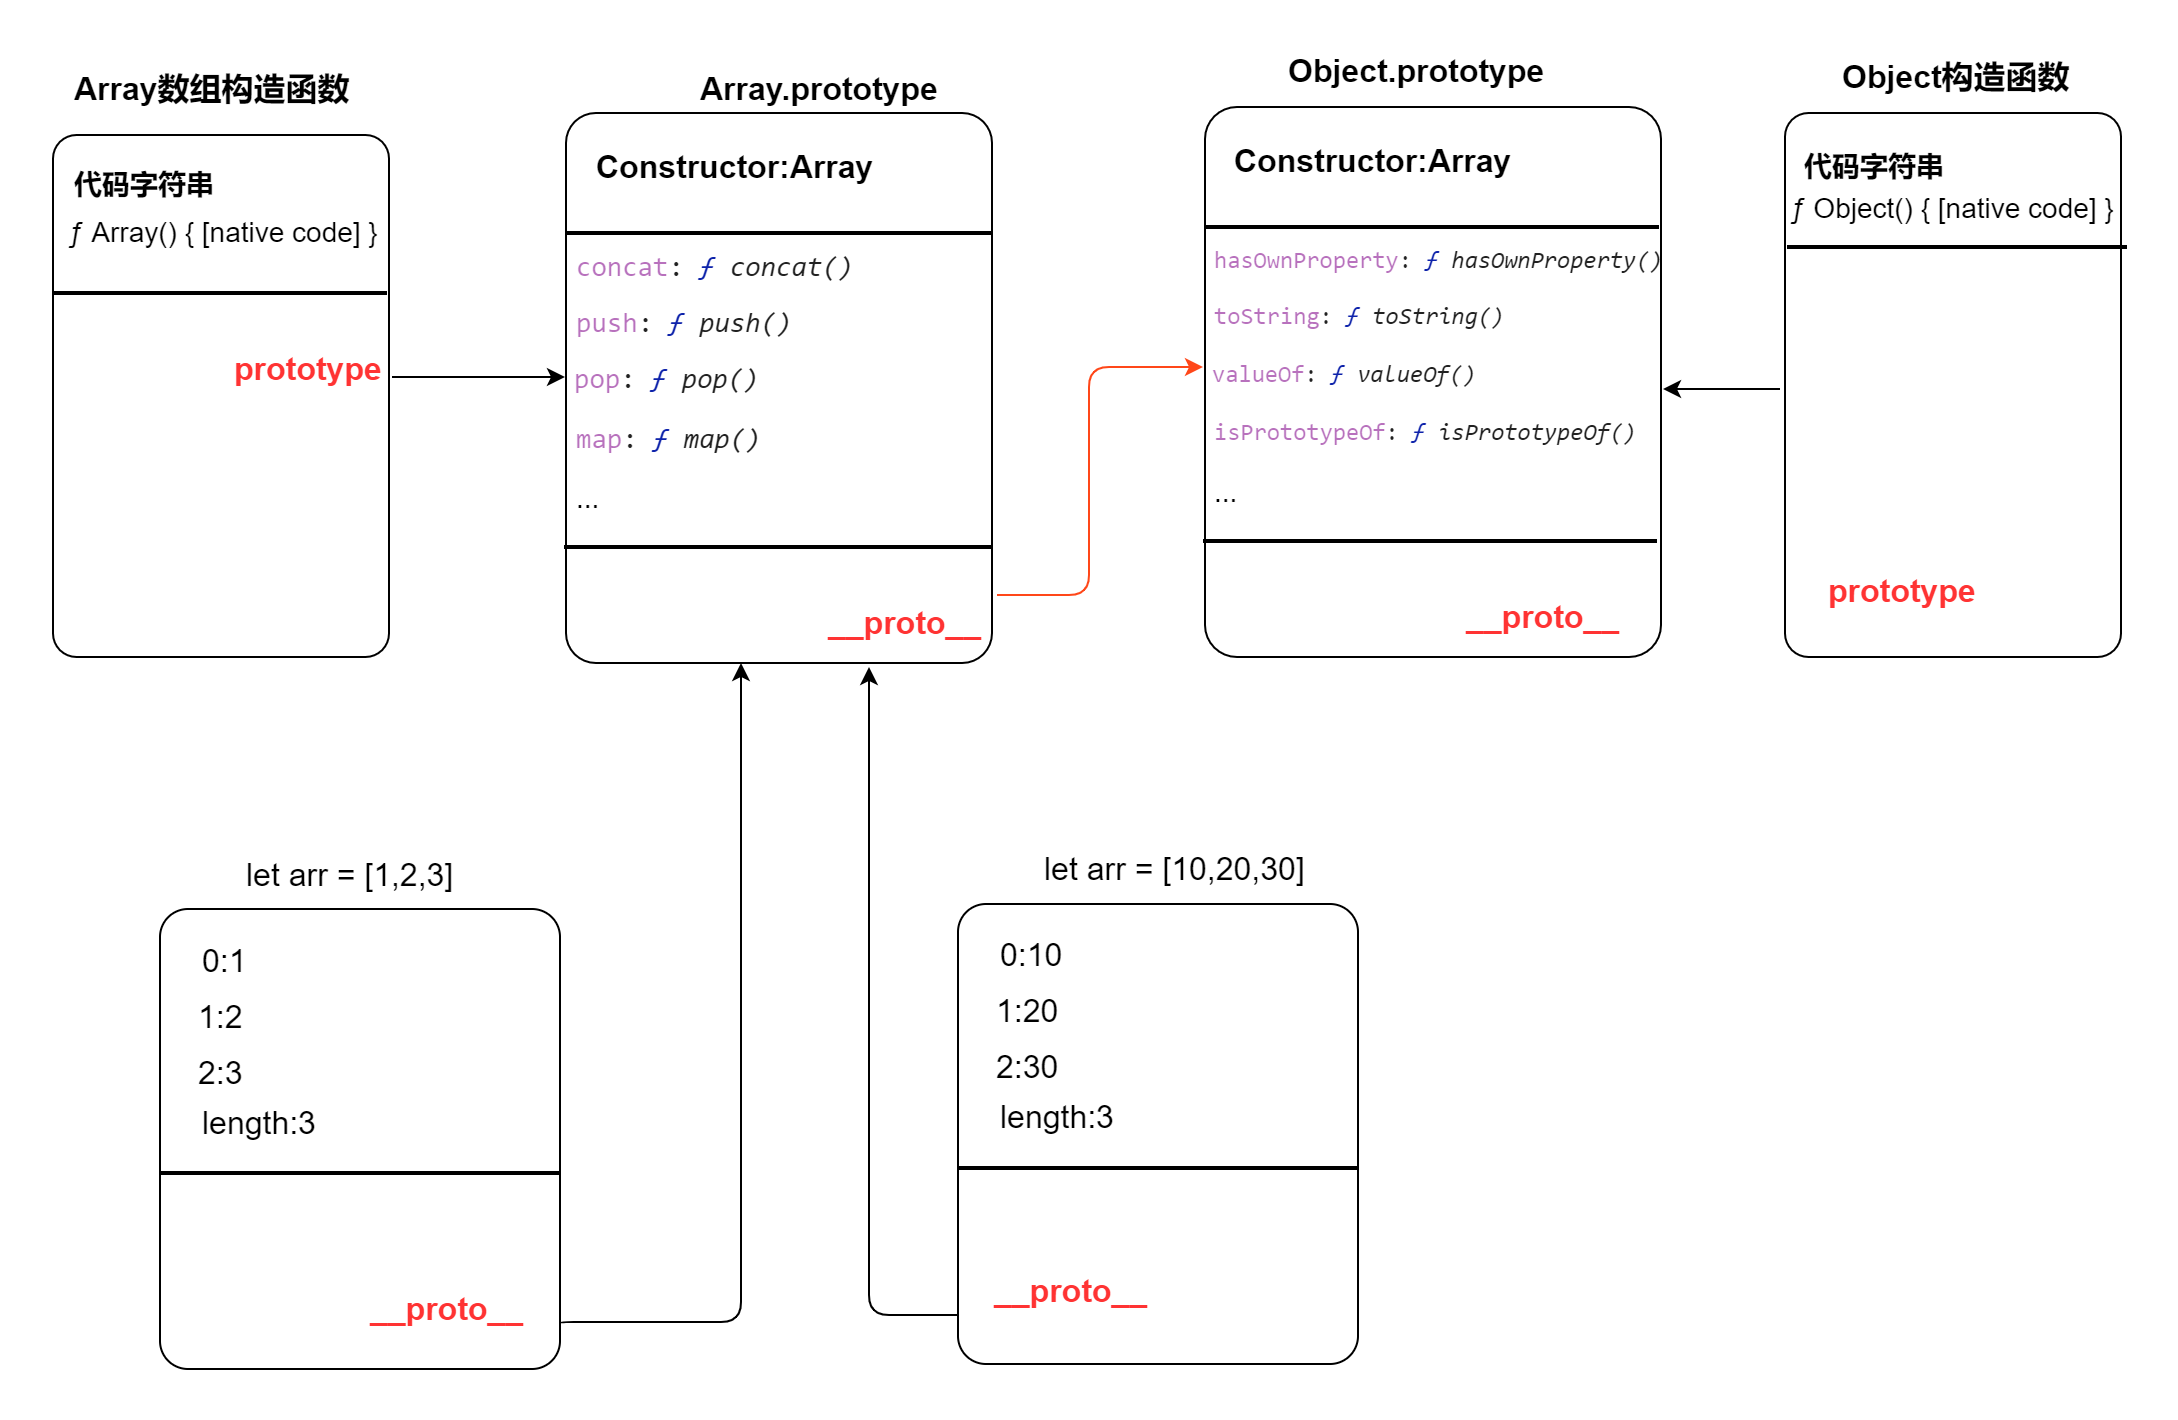 Array数组构造函数
代码字符串
ƒ Array() { [native code] }
prototype
Array.prototype
Constructor:Array
concat: ƒ concat()
push: ƒ push()
pop: ƒ pop()
map: ƒ map()
...
__proto__
Object.prototype
Constructor:Array
hasOwnProperty: ƒ hasOwnProperty()
toString: ƒ toString()
valueOf: ƒ valueOf()
isPrototypeOf: ƒ isPrototypeOf()
...
__proto__
Object构造函数
代码字符串
ƒ Object() { [native code] }
prototype
let arr = [1,2,3]
0:1
1:2
2:3
length:3
__proto__
let arr = [10,20,30]
0:10
1:20
2:30
length:3
__proto__